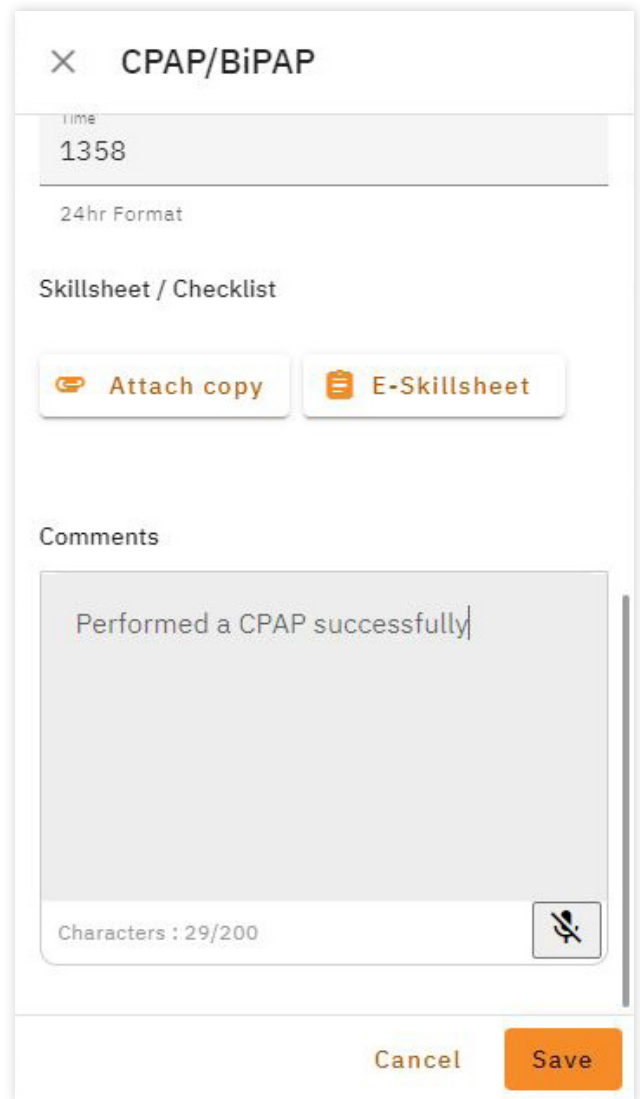 CPAP/BiPAP
Time
1358
24hr Format
Skillsheet / Checklist
Attach copy
E-Skillsheet
Comments
Performed a CPAP successfully
Characters : 29/200
Cancel
Save